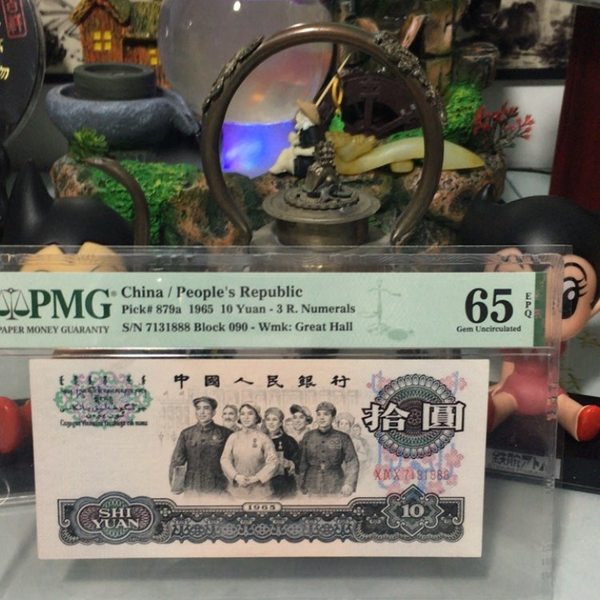 PMG
PAPER MONEY GUARANTY
China / People's Republic
Pick# 879a 1965 10 Yuan - 3 R. Numerals
S/N 7131888 Block 090 - Wmk: Great Hall
65 EPQ
Gem Uncirculated
中國人民銀行
拾圓
7131888
1965
SHI
YUAN
10